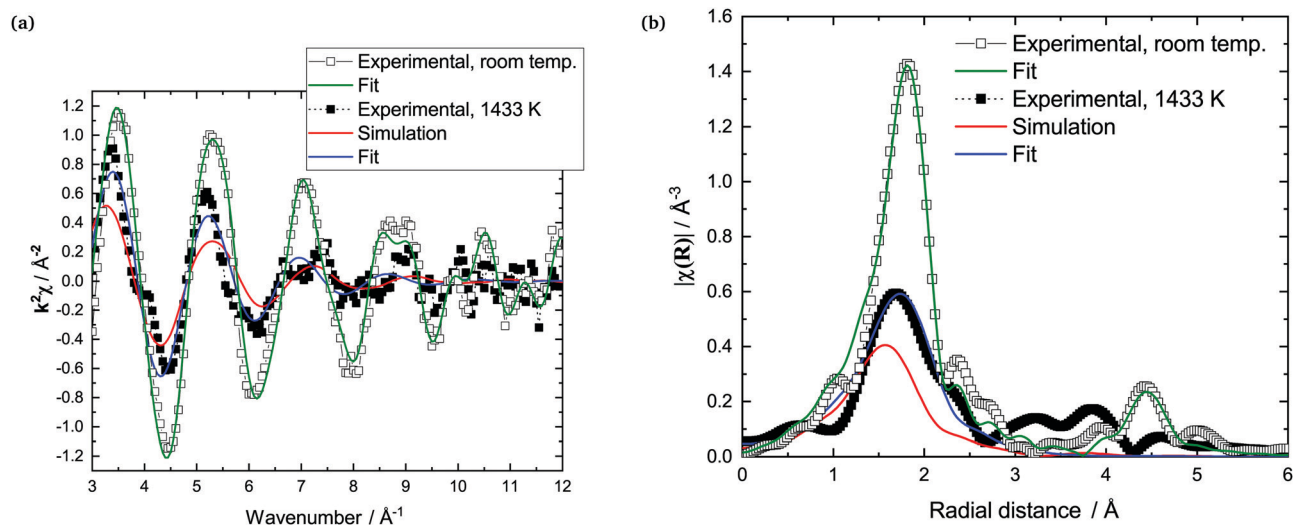 (a)
Experimental, room temp.
Fit
Experimental, 1433 K
Simulation
Fit
k²χ / Å⁻²
1.2
1.0
0.8
0.6
0.4
0.2
0.0
-0.2
-0.4
-0.6
-0.8
-1.0
-1.2
3 4 5 6 7 8 9 10 11 12
Wavenumber / Å⁻¹
(b)
Experimental, room temp.
Fit
Experimental, 1433 K
Simulation
Fit
|χ(R)| / Å⁻³
1.6
1.4
1.2
1.0
0.8
0.6
0.4
0.2
0.0
0 1 2 3 4 5 6
Radial distance / Å